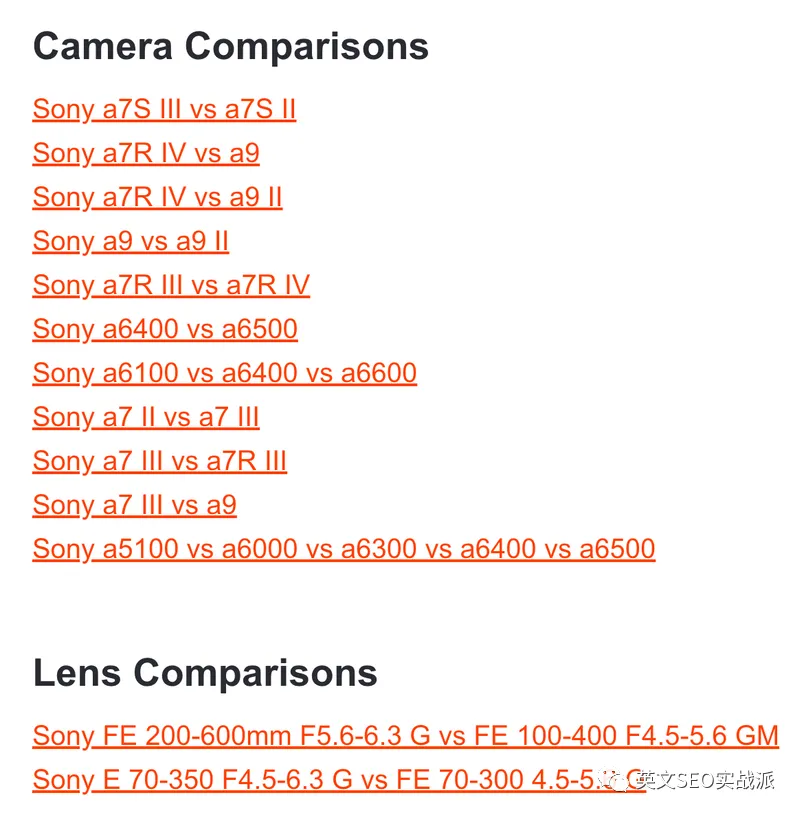 Camera Comparisons
Sony a7S III vs a7S II
Sony a7R IV vs a9
Sony a7R IV vs a9 II
Sony a9 vs a9 II
Sony a7R III vs a7R IV
Sony a6400 vs a6500
Sony a6100 vs a6400 vs a6600
Sony a7 II vs a7 III
Sony a7 III vs a7R III
Sony a7 III vs a9
Sony a5100 vs a6000 vs a6300 vs a6400 vs a6500
Lens Comparisons
Sony FE 200-600mm F5.6-6.3 G vs FE 100-400 F4.5-5.6 GM
Sony E 70-350 F4.5-6.3 G vs FE 70-300 G
英文SEO实战派